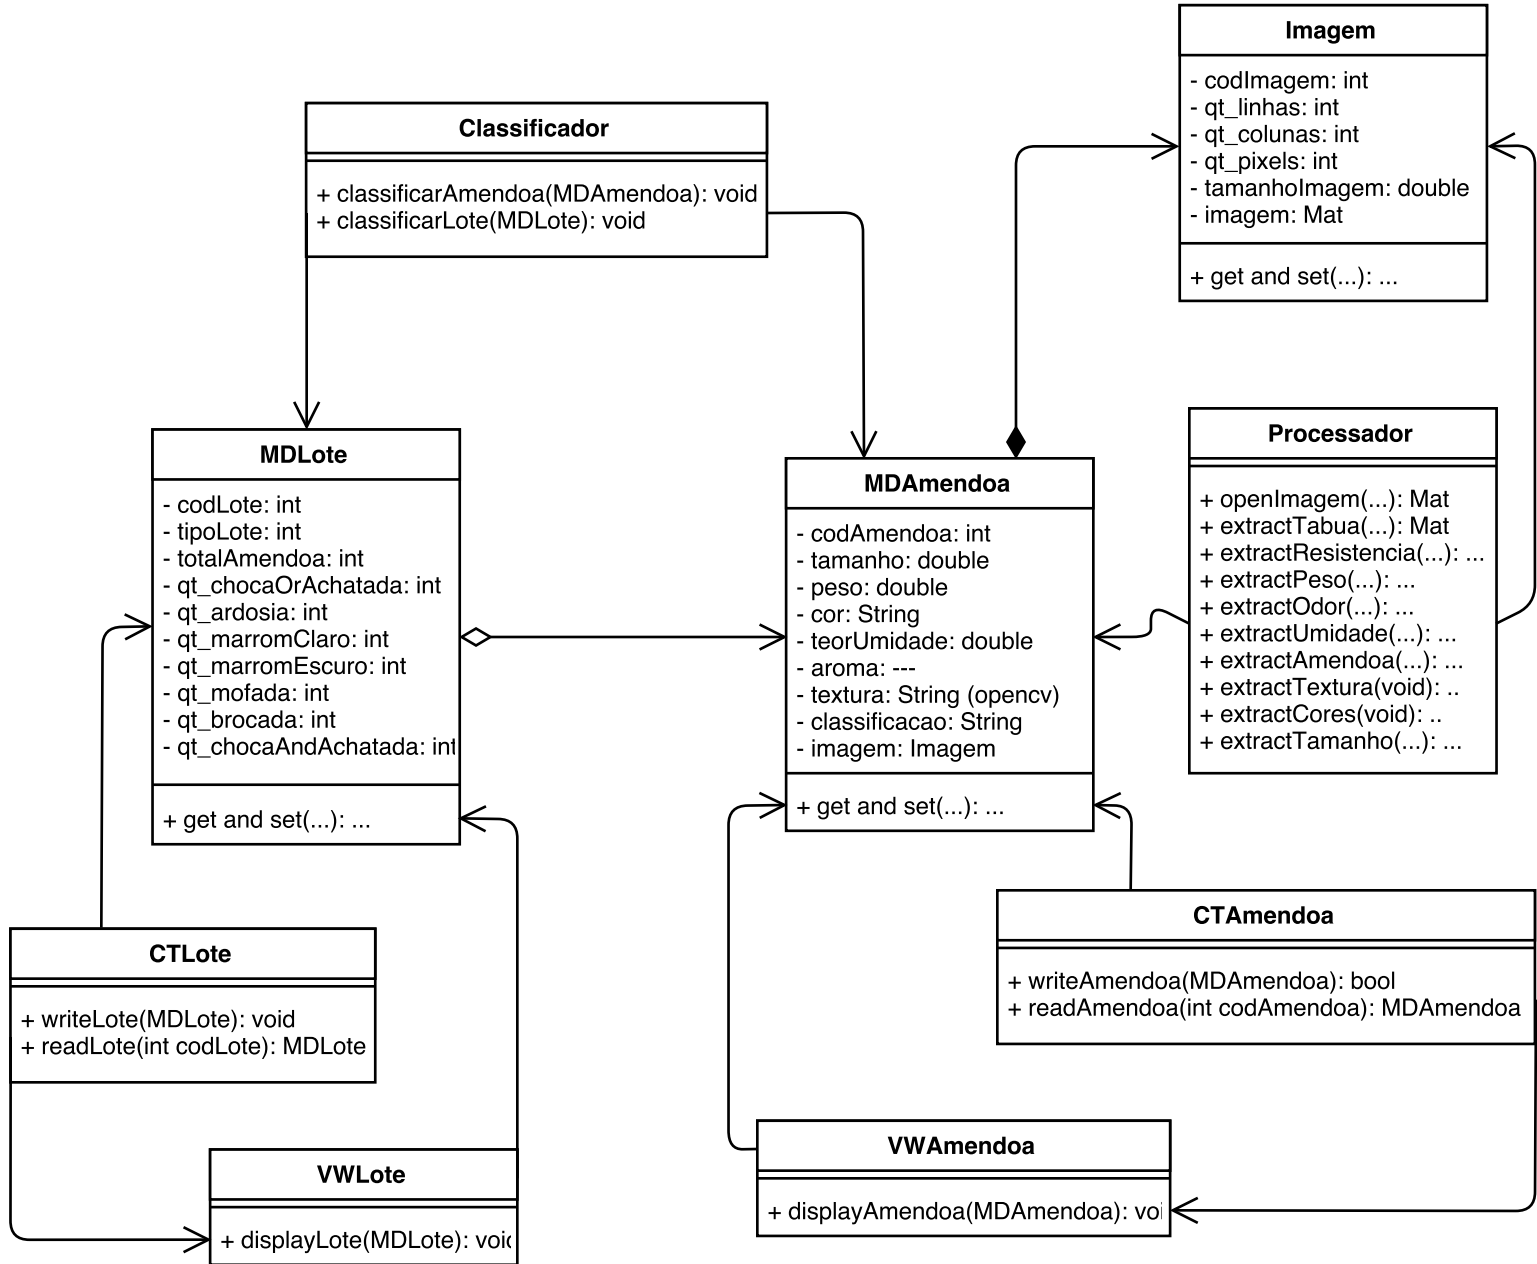 Imagem
- codImagem: int
- qt_linhas: int
- qt_colunas: int
- qt_pixels: int
- tamanhoImagem: double
- imagem: Mat
+ get and set(...): ...
Classificador
+ classificarAmendoa(MDAmendoa): void
+ classificarLote(MDLote): void
MDLote
- codLote: int
- tipoLote: int
- totalAmendoa: int
- qt_chocaOrAchatada: int
- qt_ardosia: int
- qt_marromClaro: int
- qt_marromEscuro: int
- qt_mofada: int
- qt_brocada: int
- qt_chocaAndAchatada: int
+ get and set(...): ...
MDAmendoa
- codAmendoa: int
- tamanho: double
- peso: double
- cor: String
- teorUmidade: double
- aroma: ---
- textura: String (opencv)
- classificacao: String
- imagem: Imagem
+ get and set(...): ...
Processador
+ openImagem(...): Mat
+ extractTabua(...): Mat
+ extractResistencia(...): ...
+ extractPeso(...): ...
+ extractOdor(...): ...
+ extractUmidade(...): ...
+ extractAmendoa(...): ...
+ extractTextura(void): ..
+ extractCores(void): ..
+ extractTamanho(...): ...
CTLote
+ writeLote(MDLote): void
+ readLote(int codLote): MDLote
CTAmendoa
+ writeAmendoa(MDAmendoa): bool
+ readAmendoa(int codAmendoa): MDAmendoa
VWLote
+ displayLote(MDLote): void
VWAmendoa
+ displayAmendoa(MDAmendoa): voi